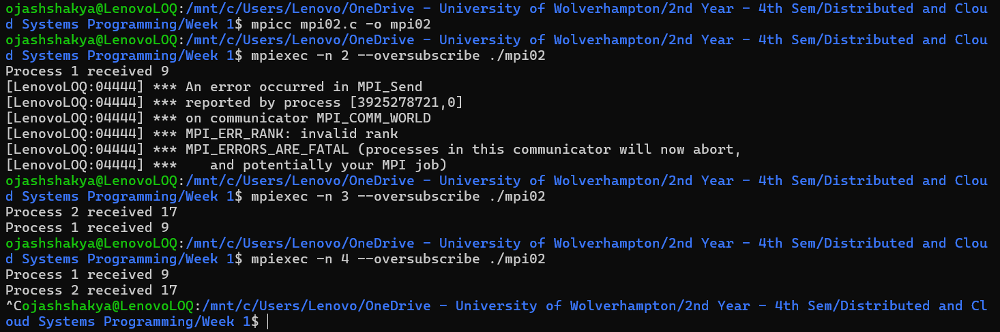 ojashshakya@LenovoLOQ:/mnt/c/Users/Lenovo/OneDrive - University of Wolverhampton/2nd Year - 4th Sem/Distributed and Clou
d Systems Programming/Week 1$ mpicc mpi02.c -o mpi02
ojashshakya@LenovoLOQ:/mnt/c/Users/Lenovo/OneDrive - University of Wolverhampton/2nd Year - 4th Sem/Distributed and Clou
d Systems Programming/Week 1$ mpiexec -n 2 --oversubscribe ./mpi02
Process 1 received 9
[LenovoLOQ:04444] *** An error occurred in MPI_Send
[LenovoLOQ:04444] *** reported by process [3925278721,0]
[LenovoLOQ:04444] *** on communicator MPI_COMM_WORLD
[LenovoLOQ:04444] *** MPI_ERR_RANK: invalid rank
[LenovoLOQ:04444] *** MPI_ERRORS_ARE_FATAL (processes in this communicator will now abort,
[LenovoLOQ:04444] ***    and potentially your MPI job)
ojashshakya@LenovoLOQ:/mnt/c/Users/Lenovo/OneDrive - University of Wolverhampton/2nd Year - 4th Sem/Distributed and Clou
d Systems Programming/Week 1$ mpiexec -n 3 --oversubscribe ./mpi02
Process 2 received 17
Process 1 received 9
ojashshakya@LenovoLOQ:/mnt/c/Users/Lenovo/OneDrive - University of Wolverhampton/2nd Year - 4th Sem/Distributed and Clou
d Systems Programming/Week 1$ mpiexec -n 4 --oversubscribe ./mpi02
Process 1 received 9
Process 2 received 17
^Cojashshakya@LenovoLOQ:/mnt/c/Users/Lenovo/OneDrive - University of Wolverhampton/2nd Year - 4th Sem/Distributed and Cl
oud Systems Programming/Week 1$